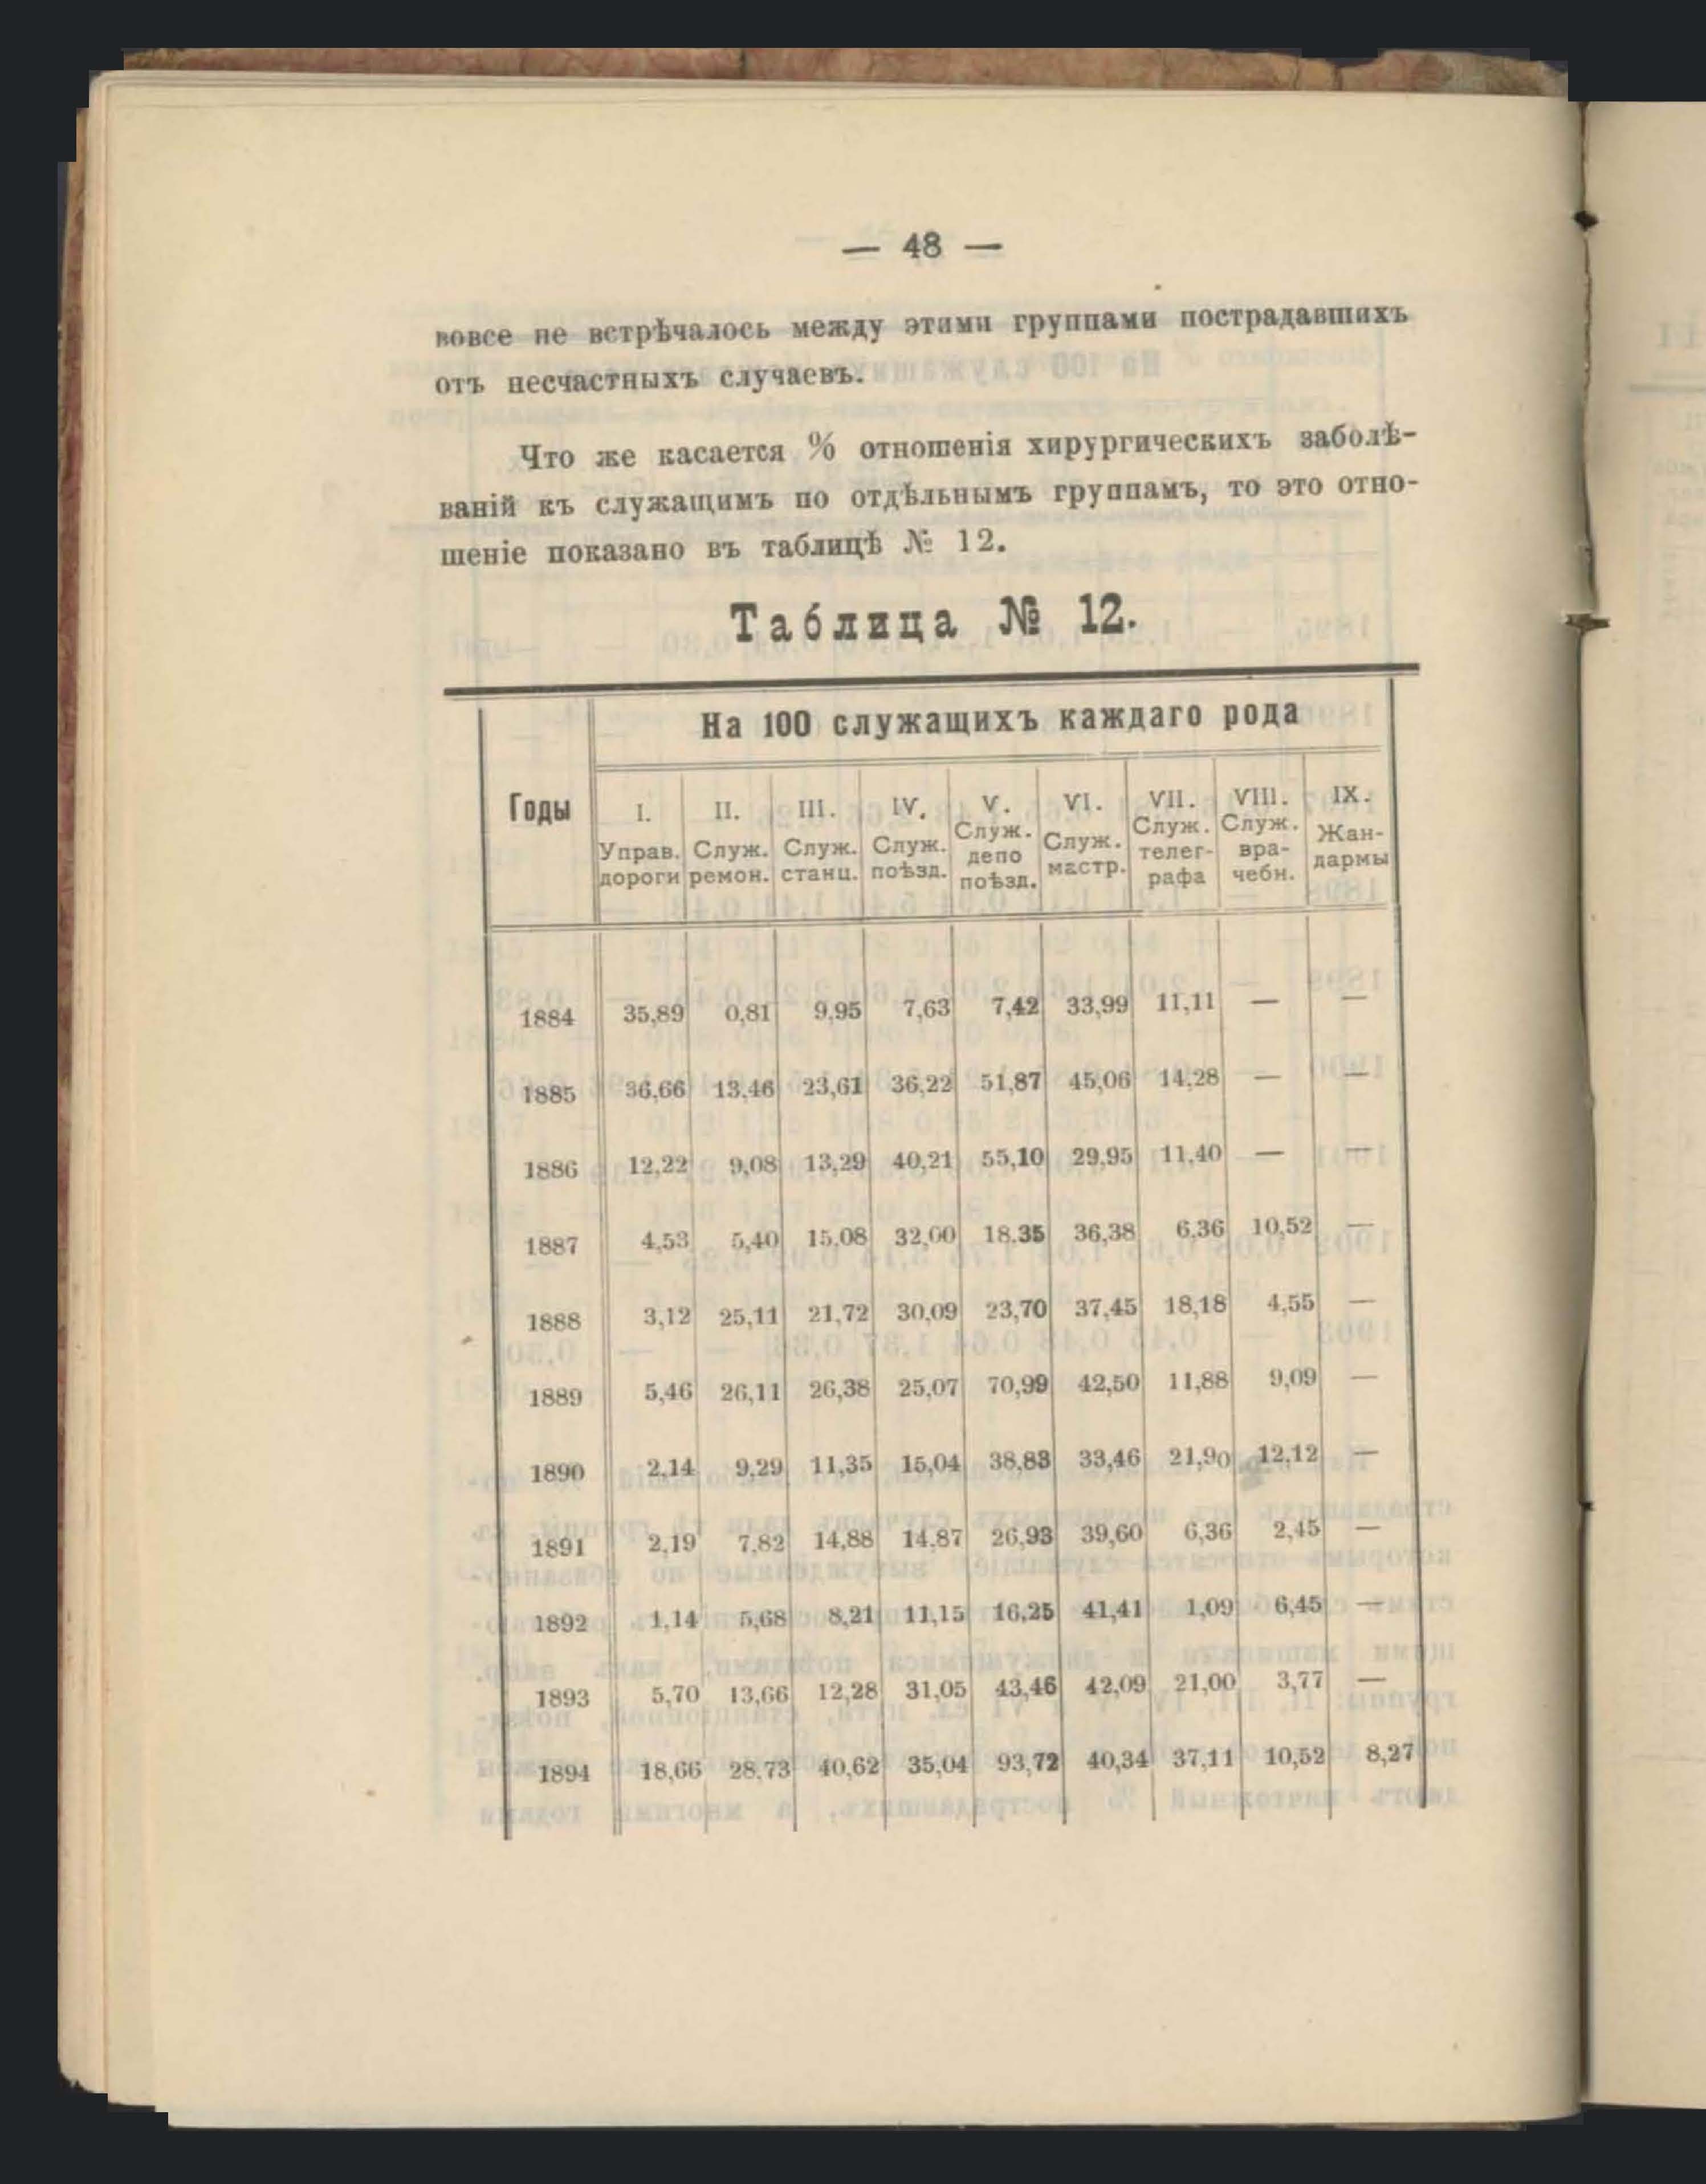 — 48 —
вовсе не встрѣчалось между этими группами пострадавшихъ
отъ несчастныхъ случаевъ.
Что же касается % отношенія хирургическихъ заболѣ-
ваній къ служащимъ по отдѣльнымъ группамъ, то это отно-
шеніе показано въ таблицѣ № 12.
Таблица № 12.
На 100 служащихъ каждаго рода
Годы I. II. III. IV. V. VI. VII. VIII. IX.
Управ. дороги Служ. ремон. Служ. станц. Служ. поѣзд. Служ. депо поѣзд. Служ. мастр. Служ. телег-рафа Служ. вра-чебн. Жан-дармы
1884 35,89 0,81 9,95 7,63 7,42 33,99 11,11 — —
1885 36,66 13,46 23,61 36,22 51,87 45,06 14,28 — —
1886 12,22 9,08 13,29 40,21 55,10 29,95 11,40 — —
1887 4,53 5,40 15,08 32,00 18.35 36,38 6,36 10,52 —
1888 3,12 25,11 21,72 30,09 23,70 37,45 18,18 4,55 —
1889 5,46 26,11 26,38 25,07 70,99 42,50 11,88 9,09 —
1890 2,14 9,29 11,35 15,04 38,83 33,46 21,90 12,12 —
1891 2,19 7,82 14,88 14,87 26,93 39,60 6,36 2,45 —
1892 1,14 5,68 8,21 11,15 16,25 41,41 1,09 6,45 —
1893 5,70 13,66 12,28 31,05 43,46 42,09 21,00 3,77 —
1894 18,66 28,73 40,62 35,04 93,72 40,34 37,11 10,52 8,27